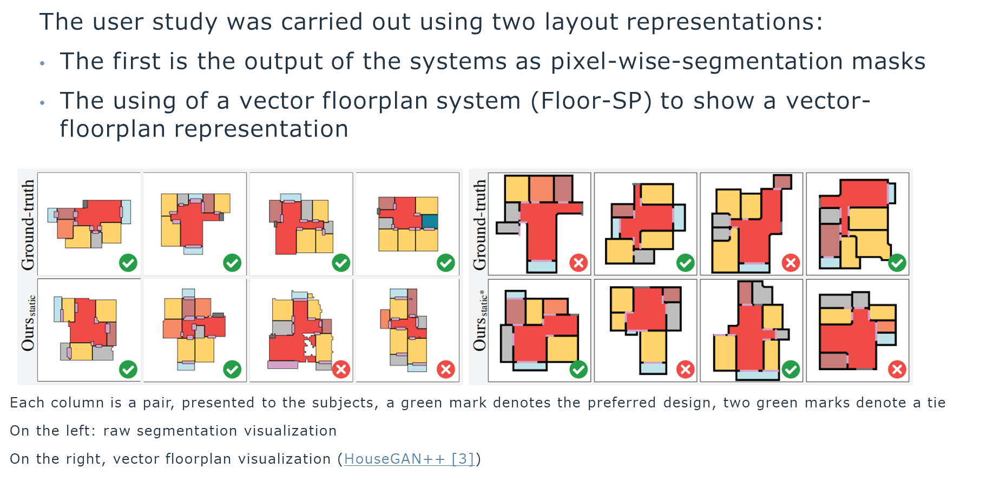 The user study was carried out using two layout representations:
• The first is the output of the systems as pixel-wise-segmentation masks
• The using of a vector floorplan system (Floor-SP) to show a vector-
floorplan representation
Ground-truth
Ours static
Ground-truth
Ours static*
Each column is a pair, presented to the subjects, a green mark denotes the preferred design, two green marks denote a tie
On the left: raw segmentation visualization
On the right, vector floorplan visualization (HouseGAN++ [3])